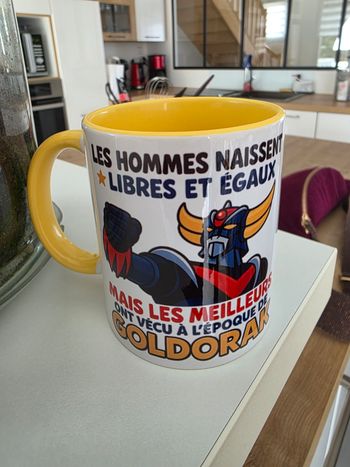 LES HOMMES NAISSENT
LIBRES ET ÉGAUX
MAIS LES MEILLEURS
ONT VÉCU À L'ÉPOQUE DE
GOLDORAK